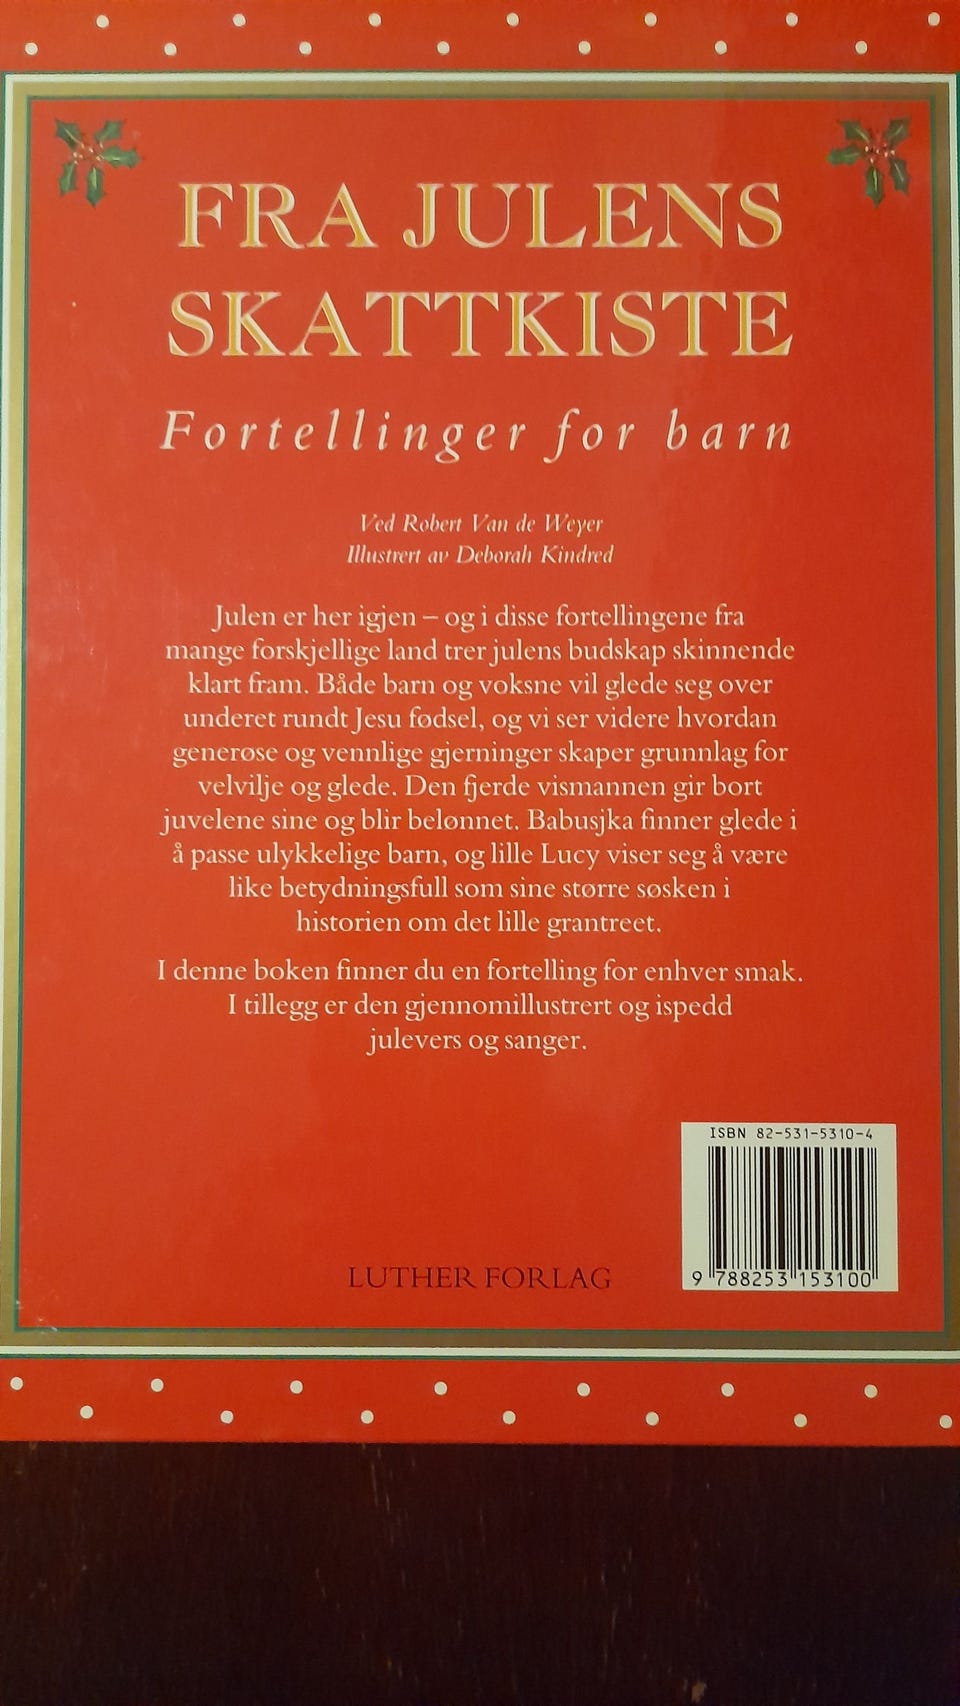 FRA JULENS
SKATTKISTE
Fortellinger for barn
Ved Robert Van de Weyer
Illustrert av Deborah Kindred
Julen er her igjen – og i disse fortellingene fra
mange forskjellige land trer julens budskap skinnende
klart fram. Både barn og voksne vil glede seg over
underet rundt Jesu fødsel, og vi ser videre hvordan
generøse og vennlige gjerninger skaper grunnlag for
velvilje og glede. Den fjerde vismannen gir bort
juvelene sine og blir belønnet. Babusjka finner glede i
å passe ulykkelige barn, og lille Lucy viser seg å være
like betydningsfull som sine større søsken i
historien om det lille grantreet.
I denne boken finner du en fortelling for enhver smak.
I tillegg er den gjennomillustrert og ispedd
julevers og sanger.
ISBN 82-531-5310-4
9 788253 153100
LUTHER FORLAG